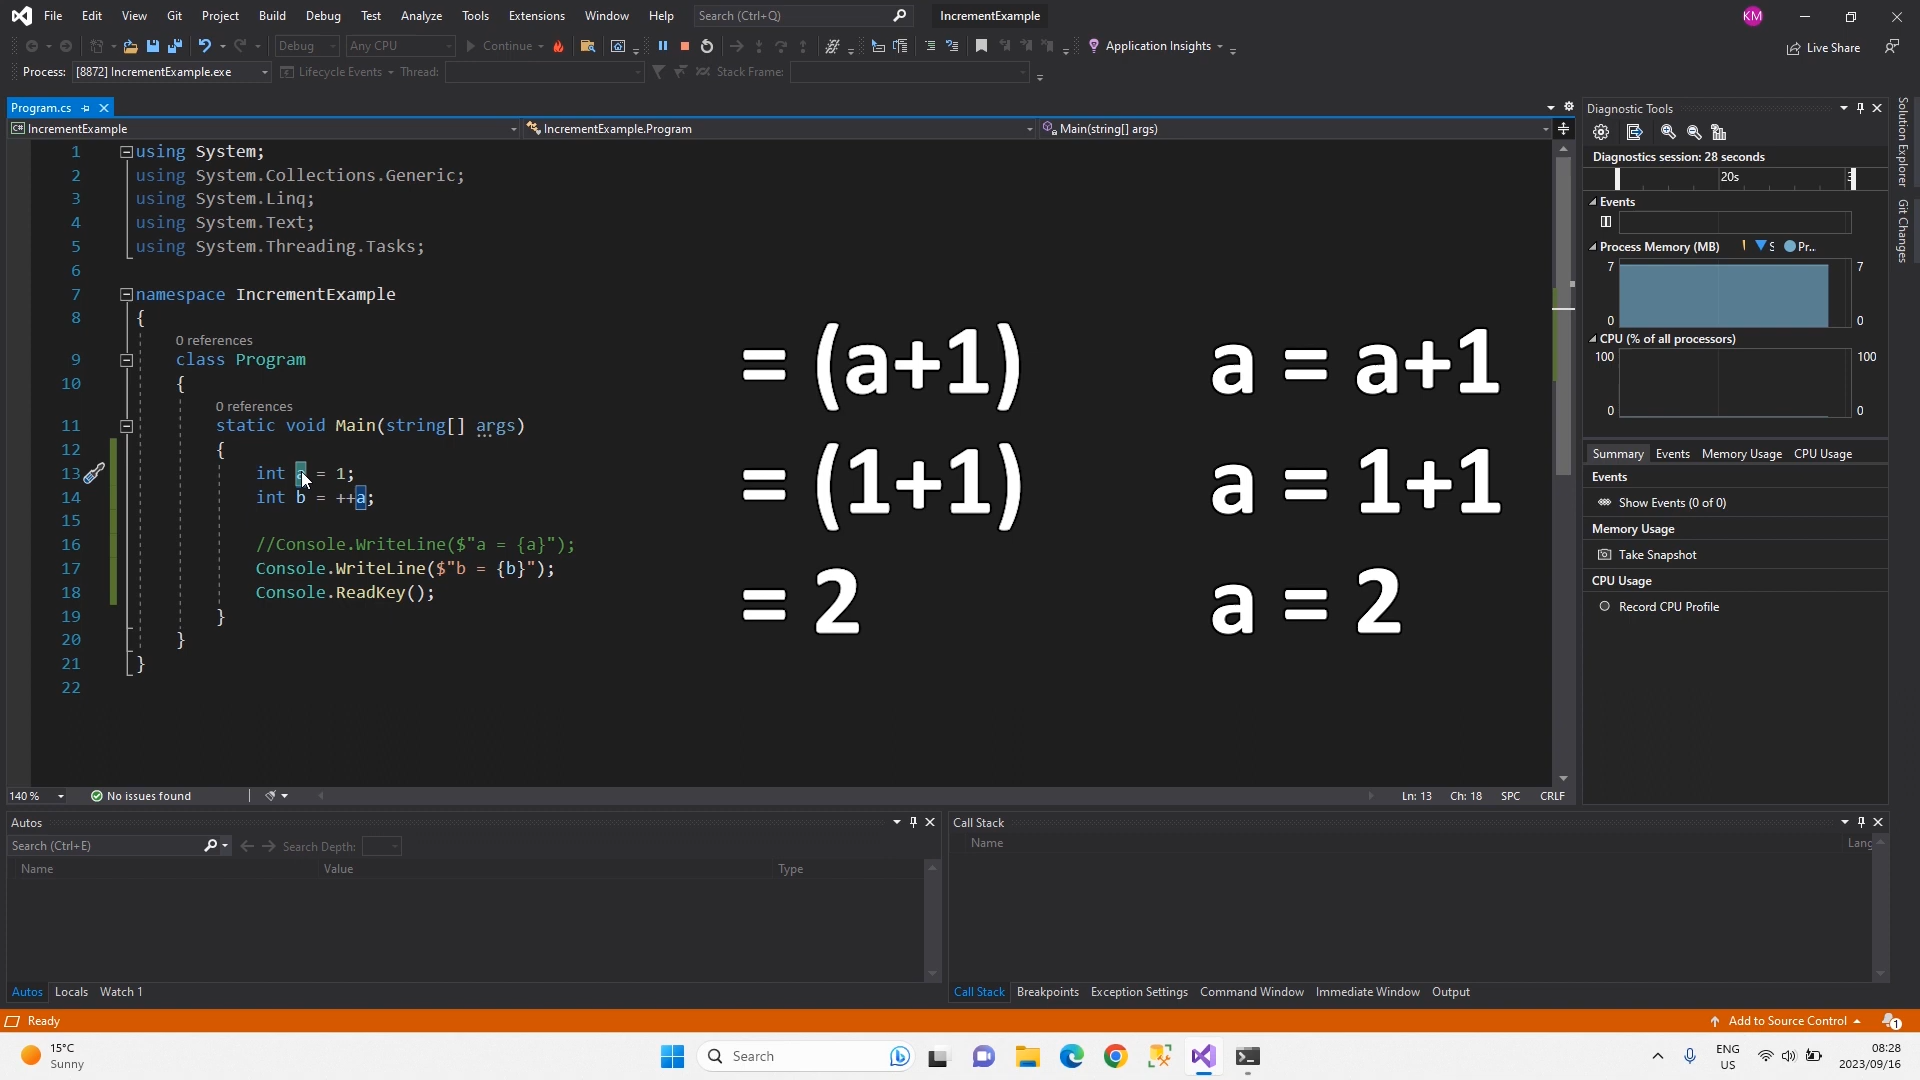 File Edit View Git Project Build Debug Test Analyze Tools Extensions Window Help Search (Ctrl+Q) IncrementExample KM
Debug Any CPU Continue Application Insights Live Share
Process: [8872] IncrementExample.exe Lifecycle Events Thread: Stack Frame:
Program.cs
C# IncrementExample IncrementExample.Program Main(string[] args)
1 using System;
2 using System.Collections.Generic;
3 using System.Linq;
4 using System.Text;
5 using System.Threading.Tasks;
6
7 namespace IncrementExample
8 {
0 references
9 class Program
10 {
0 references
11 static void Main(string[] args)
12 {
13 int a = 1;
14 int b = ++a;
15
16 //Console.WriteLine($"a = {a}");
17 Console.WriteLine($"b = {b}");
18 Console.ReadKey();
19 }
20 }
21 }
22
= (a+1) a = a+1
= (1+1) a = 1+1
= 2 a = 2
Diagnostic Tools
Diagnostics session: 28 seconds
20s
Events
Process Memory (MB) S Pr...
7 7
0 0
CPU (% of all processors)
100 100
0 0
Summary Events Memory Usage CPU Usage
Events
Show Events (0 of 0)
Memory Usage
Take Snapshot
CPU Usage
Record CPU Profile
Solution Explorer
Git Changes
140 % No issues found Ln: 13 Ch: 18 SPC CRLF
Autos
Search (Ctrl+E) Search Depth:
Name Value Type
Autos Locals Watch 1
Call Stack
Name Lang
Call Stack Breakpoints Exception Settings Command Window Immediate Window Output
Ready Add to Source Control 1
15°C
Sunny
Search
ENG
US
08:28
2023/09/16